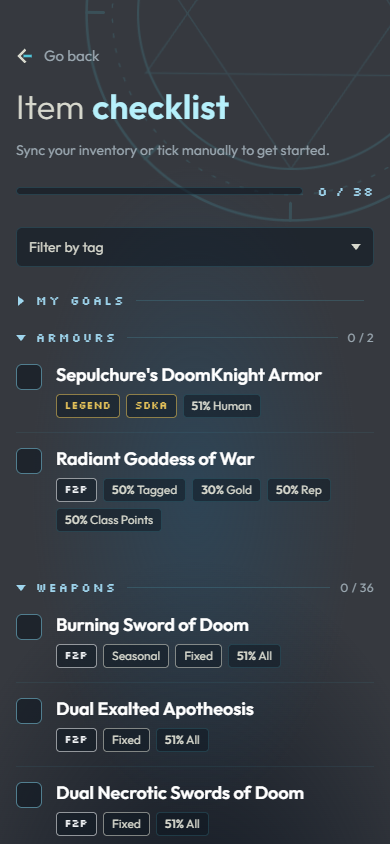 Go back
Item checklist
Sync your inventory or tick manually to get started.
0 / 38
Filter by tag
MY GOALS
ARMOURS 0 / 2
Sepulchure's DoomKnight Armor
LEGEND SDKA 51% Human
Radiant Goddess of War
F2P 50% Tagged 30% Gold 50% Rep
50% Class Points
WEAPONS 0 / 36
Burning Sword of Doom
F2P Seasonal Fixed 51% All
Dual Exalted Apotheosis
F2P Fixed 51% All
Dual Necrotic Swords of Doom
F2P Fixed 51% All